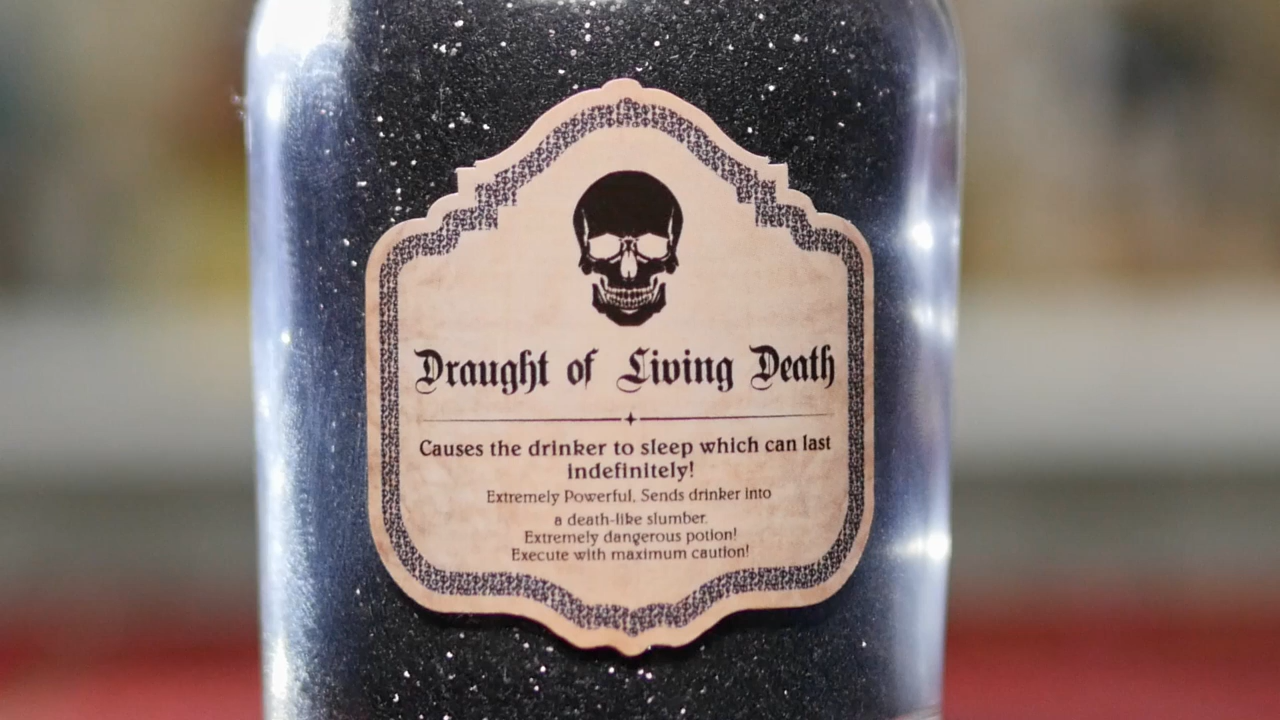 Draught of Living Death
Causes the drinker to sleep which can last
indefinitely!
Extremely Powerful, Sends drinker into
a death-like slumber.
Extremely dangerous potion!
Execute with maximum caution!